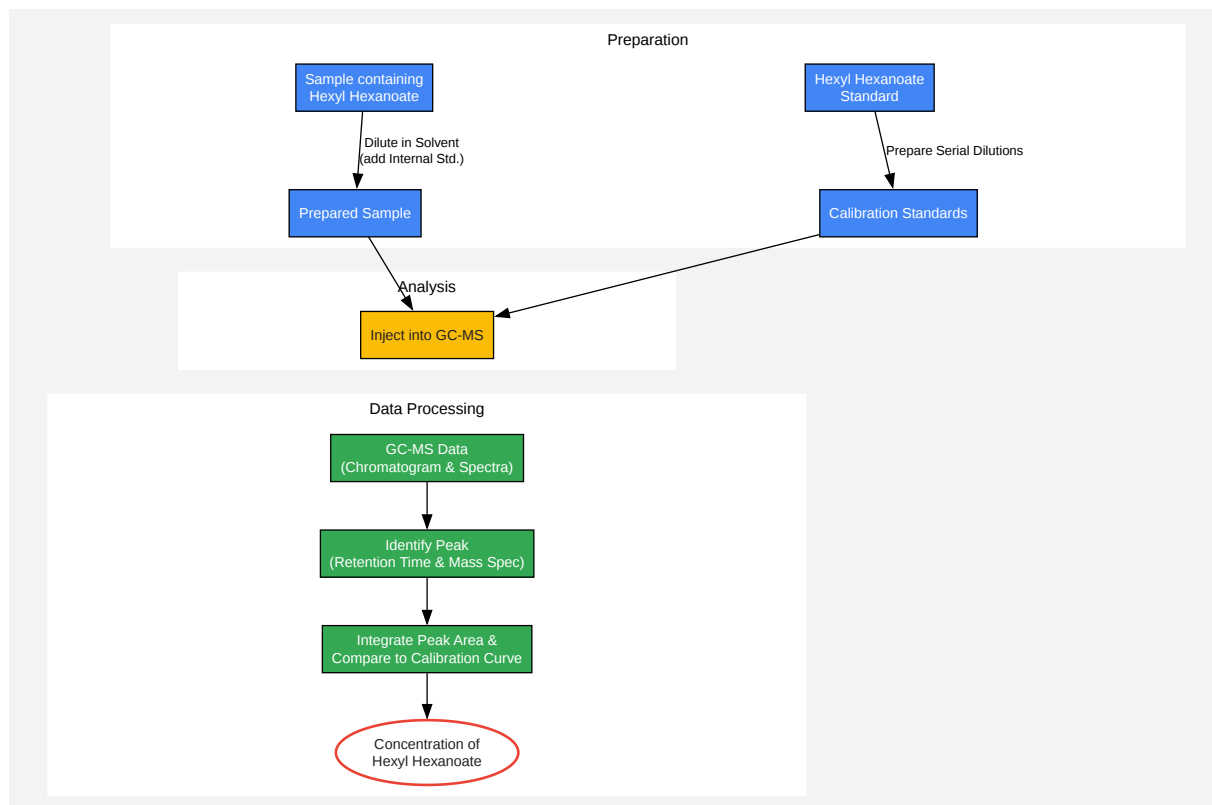 Preparation
Sample containing
Hexyl Hexanoate
Hexyl Hexanoate
Standard
Dilute in Solvent
(add Internal Std.)
Prepare Serial Dilutions
Prepared Sample
Calibration Standards
Analysis
Inject into GC-MS
Data Processing
GC-MS Data
(Chromatogram & Spectra)
Identify Peak
(Retention Time & Mass Spec)
Integrate Peak Area &
Compare to Calibration Curve
Concentration of
Hexyl Hexanoate